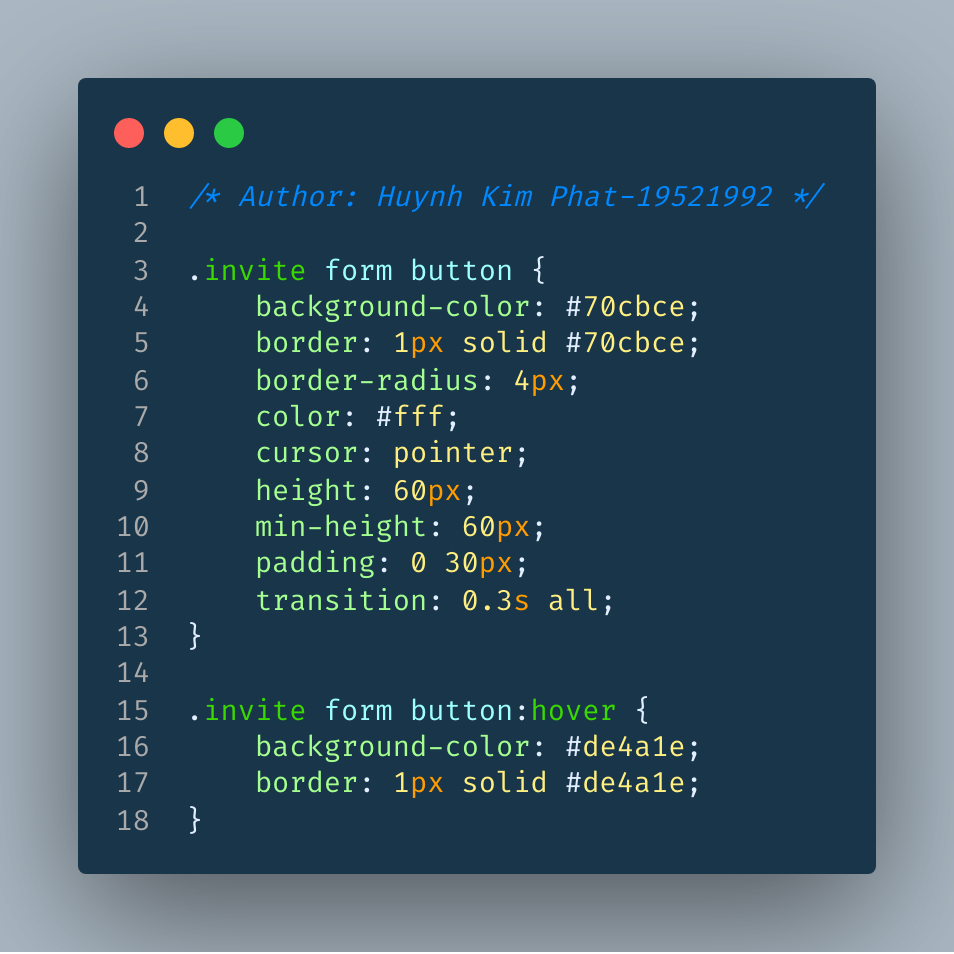 1 /* Author: Huynh Kim Phat-19521992 */
2
3 .invite form button {
4     background-color: #70cbce;
5     border: 1px solid #70cbce;
6     border-radius: 4px;
7     color: #fff;
8     cursor: pointer;
9     height: 60px;
10     min-height: 60px;
11     padding: 0 30px;
12     transition: 0.3s all;
13 }
14
15 .invite form button:hover {
16     background-color: #de4a1e;
17     border: 1px solid #de4a1e;
18 }